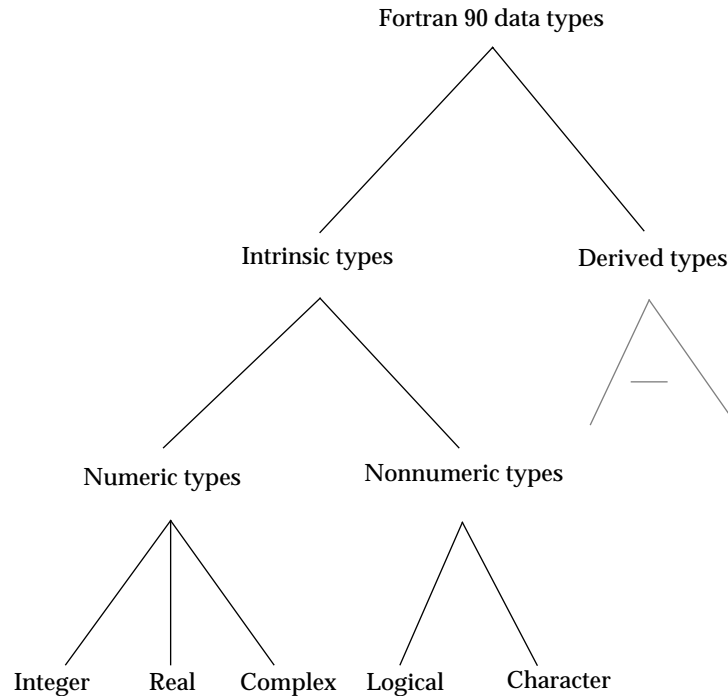 Fortran 90 data types
Intrinsic types
Derived types
Numeric types
Nonnumeric types
Integer
Real
Complex
Logical
Character